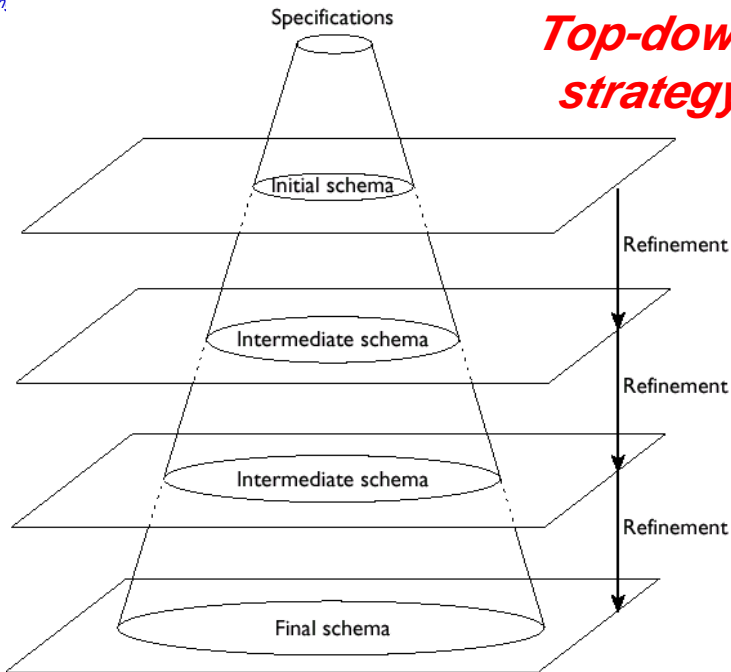 Specifications
Top-dow
strategy
Initial schema
Refinement
Intermediate schema
Refinement
Intermediate schema
Refinement
Final schema